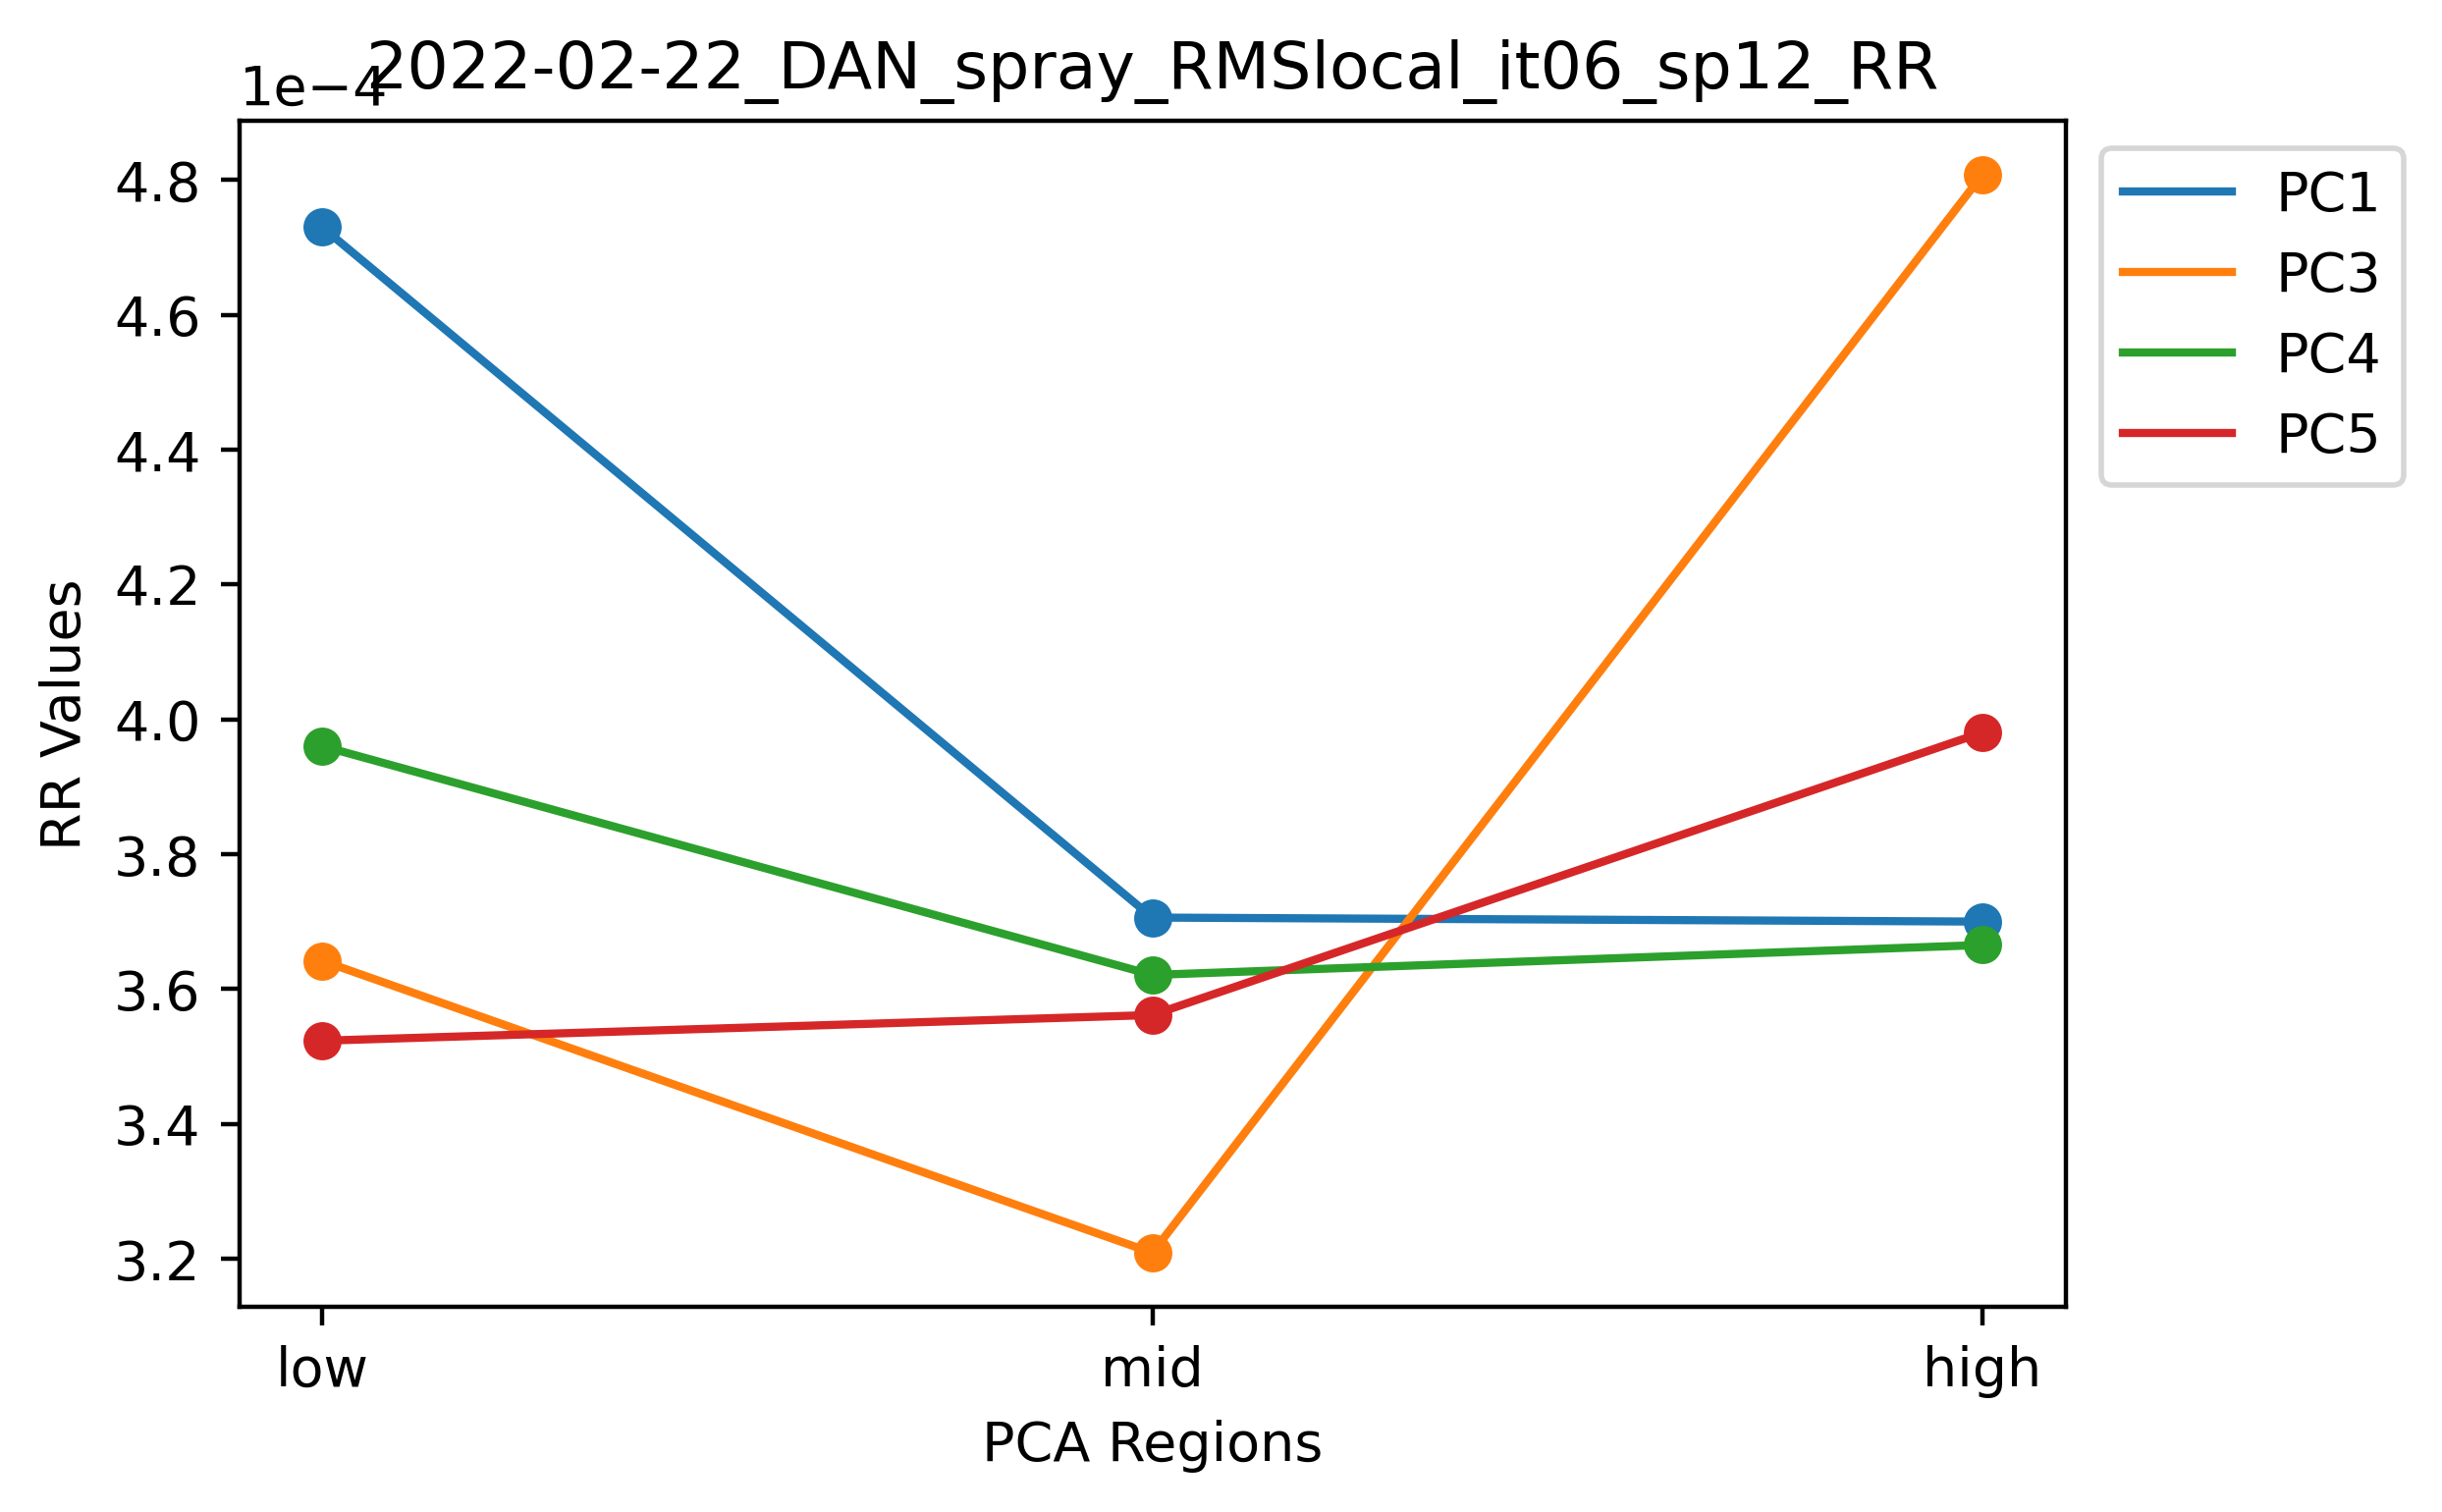 1e−4
2022-02-22_DAN_spray_RMSlocal_it06_sp12_RR
4.8
4.6
4.4
4.2
4.0
3.8
3.6
3.4
3.2
RR Values
low mid high
PCA Regions
PC1
PC3
PC4
PC5